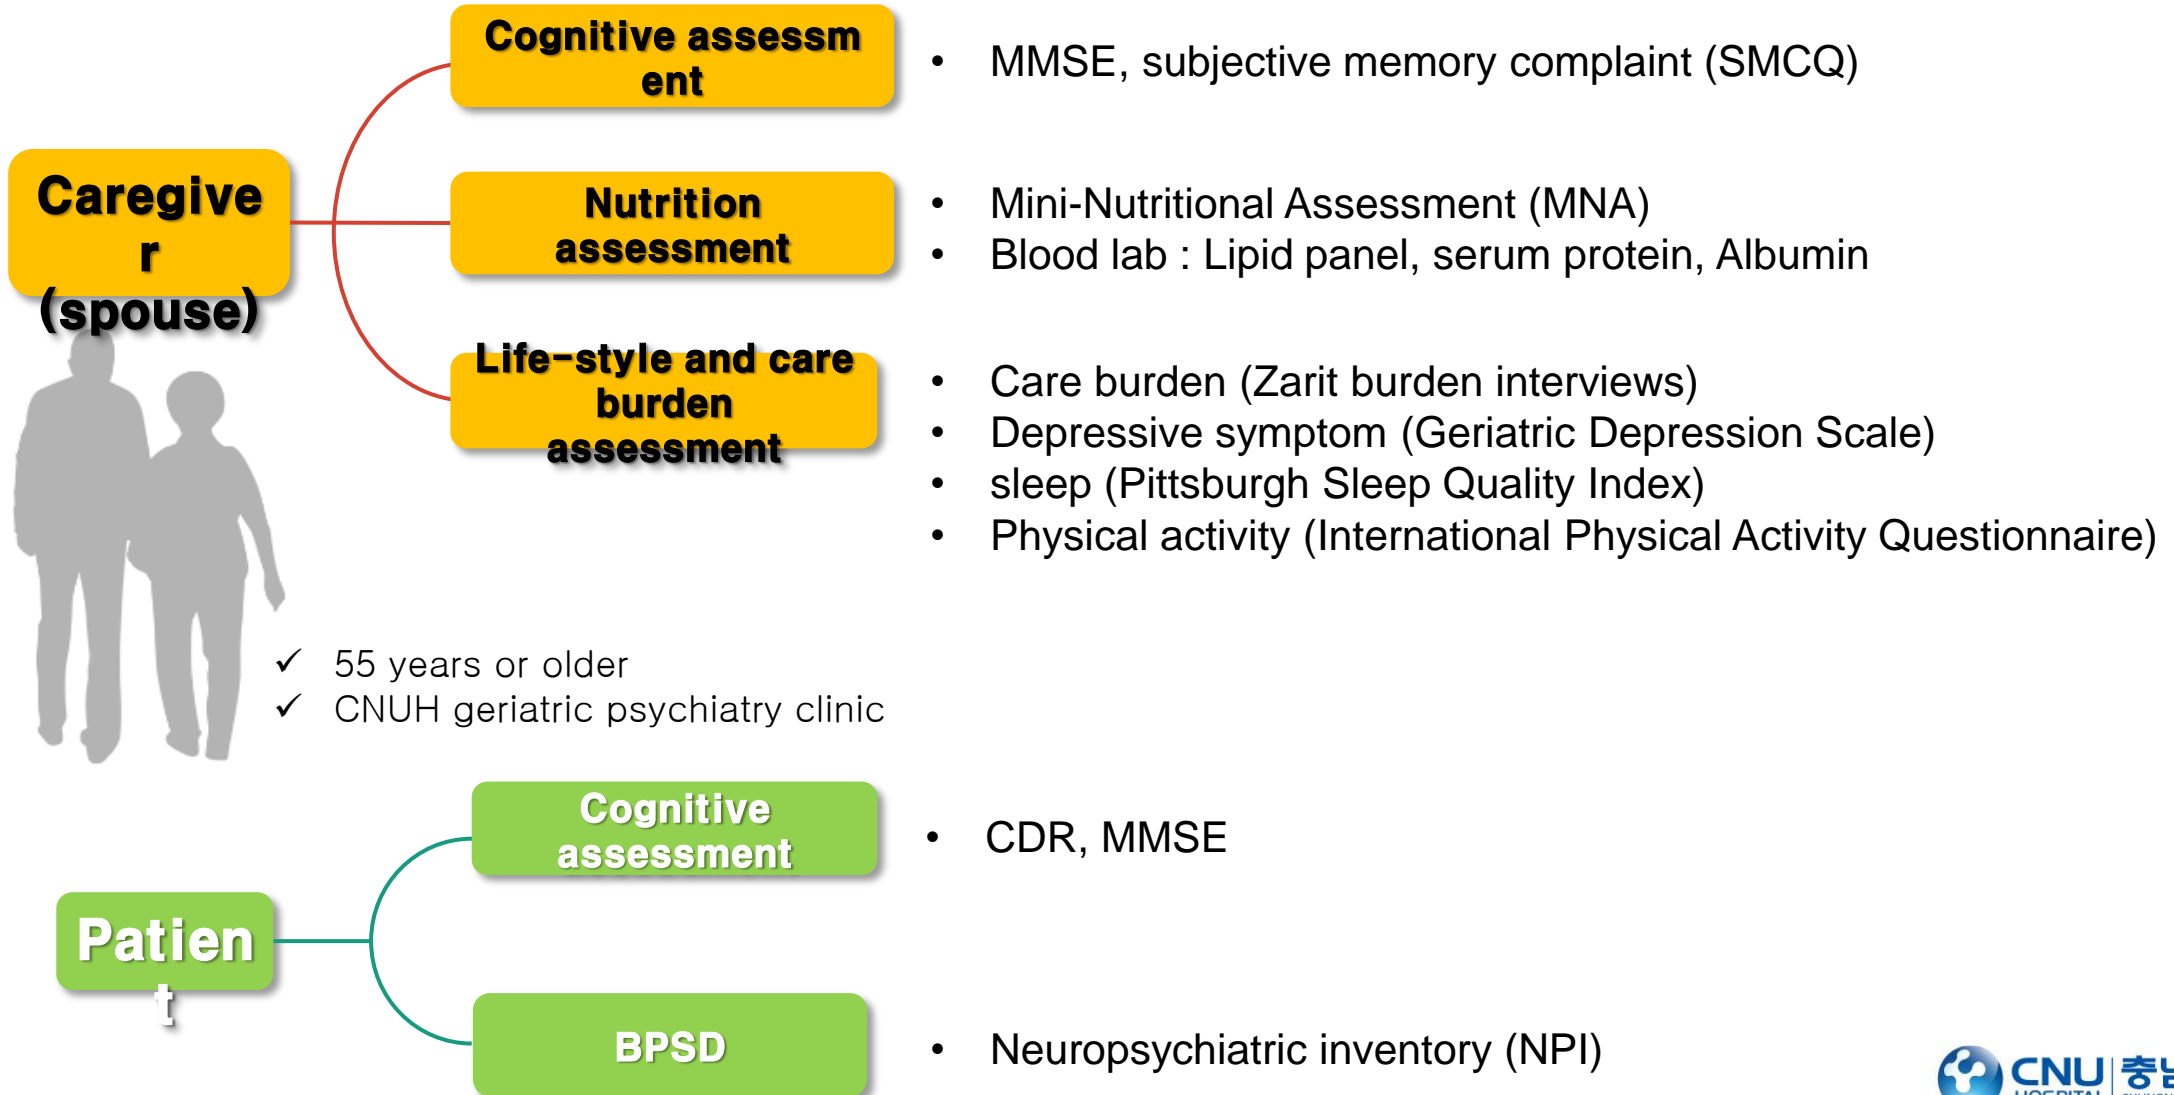 Cognitive assessm
ent
• MMSE, subjective memory complaint (SMCQ)
Caregive
r
(spouse)
Nutrition
assessment
• Mini-Nutritional Assessment (MNA)
• Blood lab : Lipid panel, serum protein, Albumin
Life-style and care
burden
assessment
• Care burden (Zarit burden interviews)
• Depressive symptom (Geriatric Depression Scale)
• sleep (Pittsburgh Sleep Quality Index)
• Physical activity (International Physical Activity Questionnaire)
✓ 55 years or older
✓ CNUH geriatric psychiatry clinic
Cognitive
assessment
• CDR, MMSE
Patien
t
BPSD
• Neuropsychiatric inventory (NPI)
CNU
HOSPITAL
충